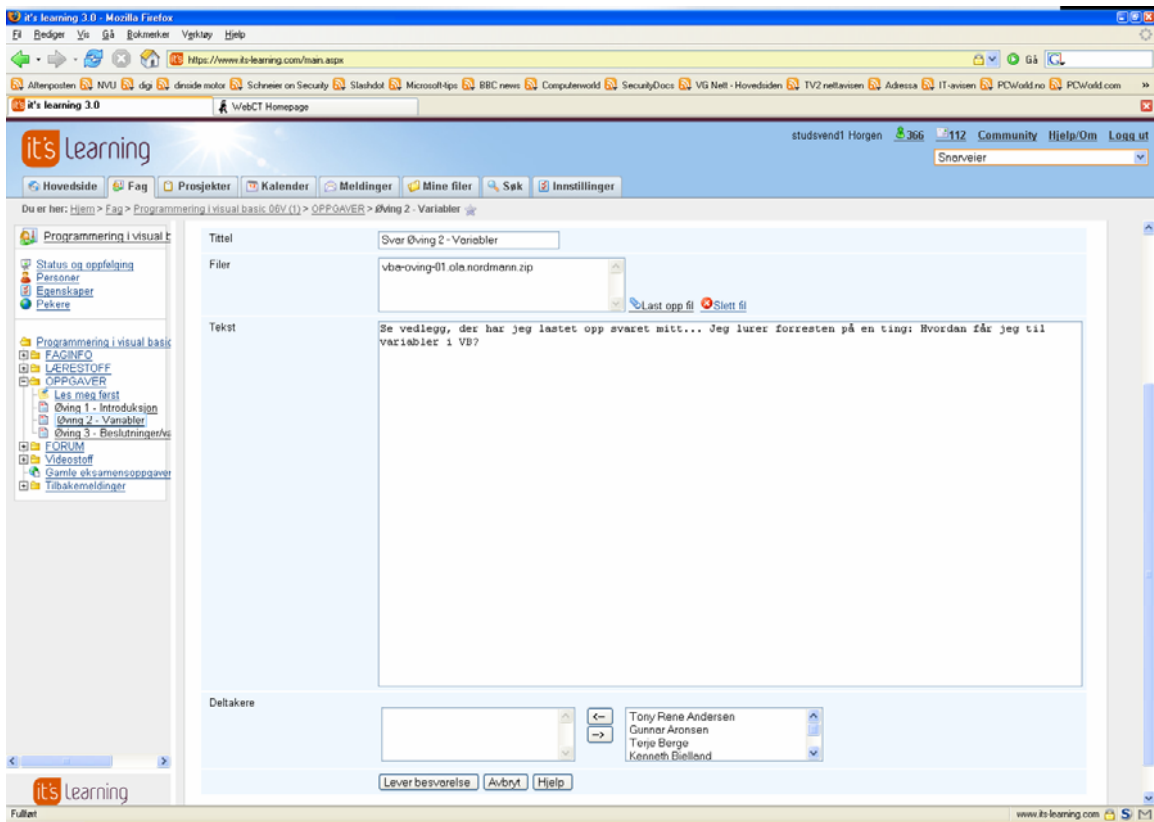 it's learning 3.0 - Mozilla Firefox
Fil Rediger Vis Gå Bokmerker Verktøy Hjelp
https://www.its-learning.com/main.aspx Gå
Aftenposten NVU digi dinside motor Schneier on Security Slashdot Microsoft-tips BBC news Computerworld SecurityDocs VG Nett - Hovedsiden TV2 nettavisen Adressa IT-avisen PCWorld.no PCWorld.com »
it's learning 3.0 WebCT Homepage
studsvend1 Horgen 366 112 Community Hjelp/Om Logg ut
it's Learning
Snarveier
Hovedside Fag Prosjekter Kalender Meldinger Mine filer Søk Innstillinger
Du er her: Hjem > Fag > Programmering i visual basic 06V (1) > OPPGAVER > Øving 2 - Variabler
Programmering i visual b
Status og oppfølging
Personer
Egenskaper
Pekere
Programmering i visual basic
FAGINFO
LÆRESTOFF
OPPGAVER
Les meg først
Øving 1 - Introduksjon
Øving 2 - Variabler
Øving 3 - Beslutninger/va
FORUM
Videostoff
Gamle eksamensoppgaver
Tilbakemeldinger
it's Learning
Tittel Svar Øving 2 - Variabler
Filer vba-oving-01.ola.nordmann.zip
Last opp fil Slett fil
Tekst Se vedlegg, der har jeg lastet opp svaret mitt... Jeg lurer forresten på en ting: Hvordan får jeg til
variabler i VB?
Deltakere
<-- Tony Rene Andersen
Gunnar Aronsen
--> Terje Berge
Kenneth Bjelland
Lever besvarelse Avbryt Hjelp
Fullført www.its-learning.com